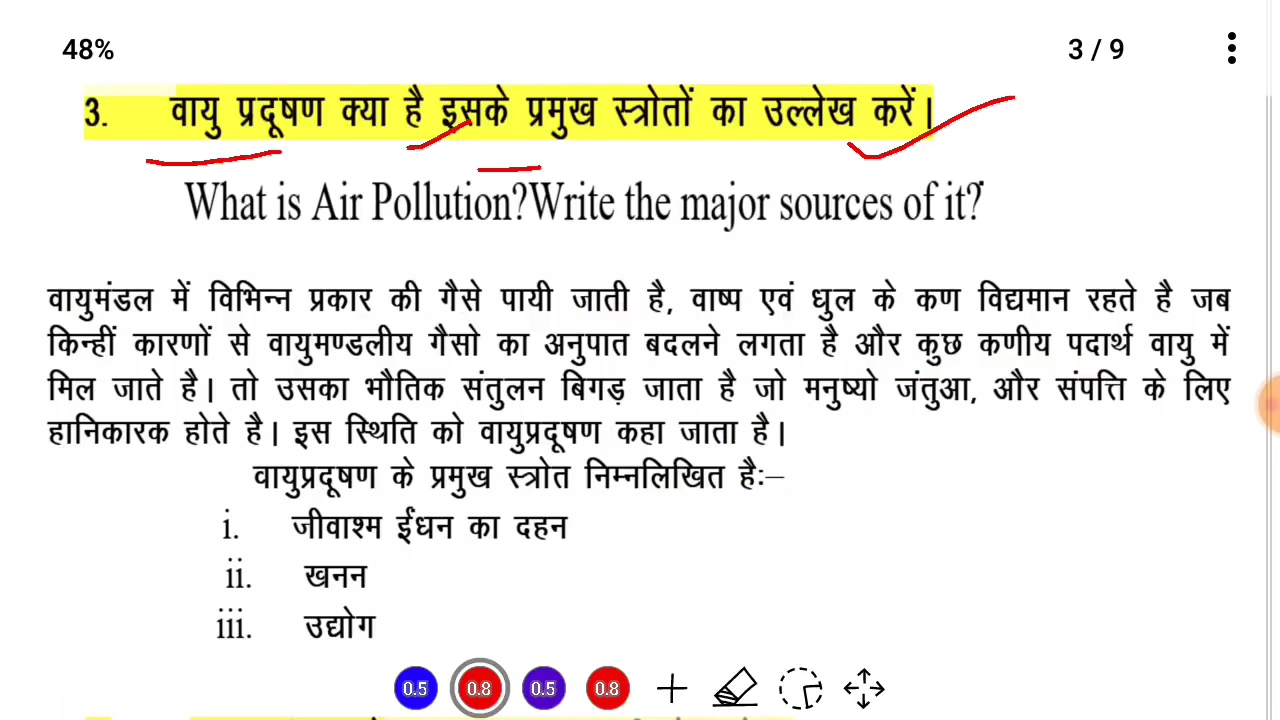 48%
3 / 9
3. वायु प्रदूषण क्या है इसके प्रमुख स्त्रोतों का उल्लेख करें।
What is Air Pollution?Write the major sources of it?
वायुमंडल में विभिन्न प्रकार की गैसे पायी जाती है, वाष्प एवं धुल के कण विद्यमान रहते है जब
किन्हीं कारणों से वायुमण्डलीय गैसो का अनुपात बदलने लगता है और कुछ कणीय पदार्थ वायु में
मिल जाते है। तो उसका भौतिक संतुलन बिगड़ जाता है जो मनुष्यो जंतुआ, और संपत्ति के लिए
हानिकारक होते है। इस स्थिति को वायुप्रदूषण कहा जाता है।
वायुप्रदूषण के प्रमुख स्त्रोत निम्नलिखित है:–
i. जीवाश्म ईंधन का दहन
ii. खनन
iii. उद्योग
0.5 0.8 0.5 0.8